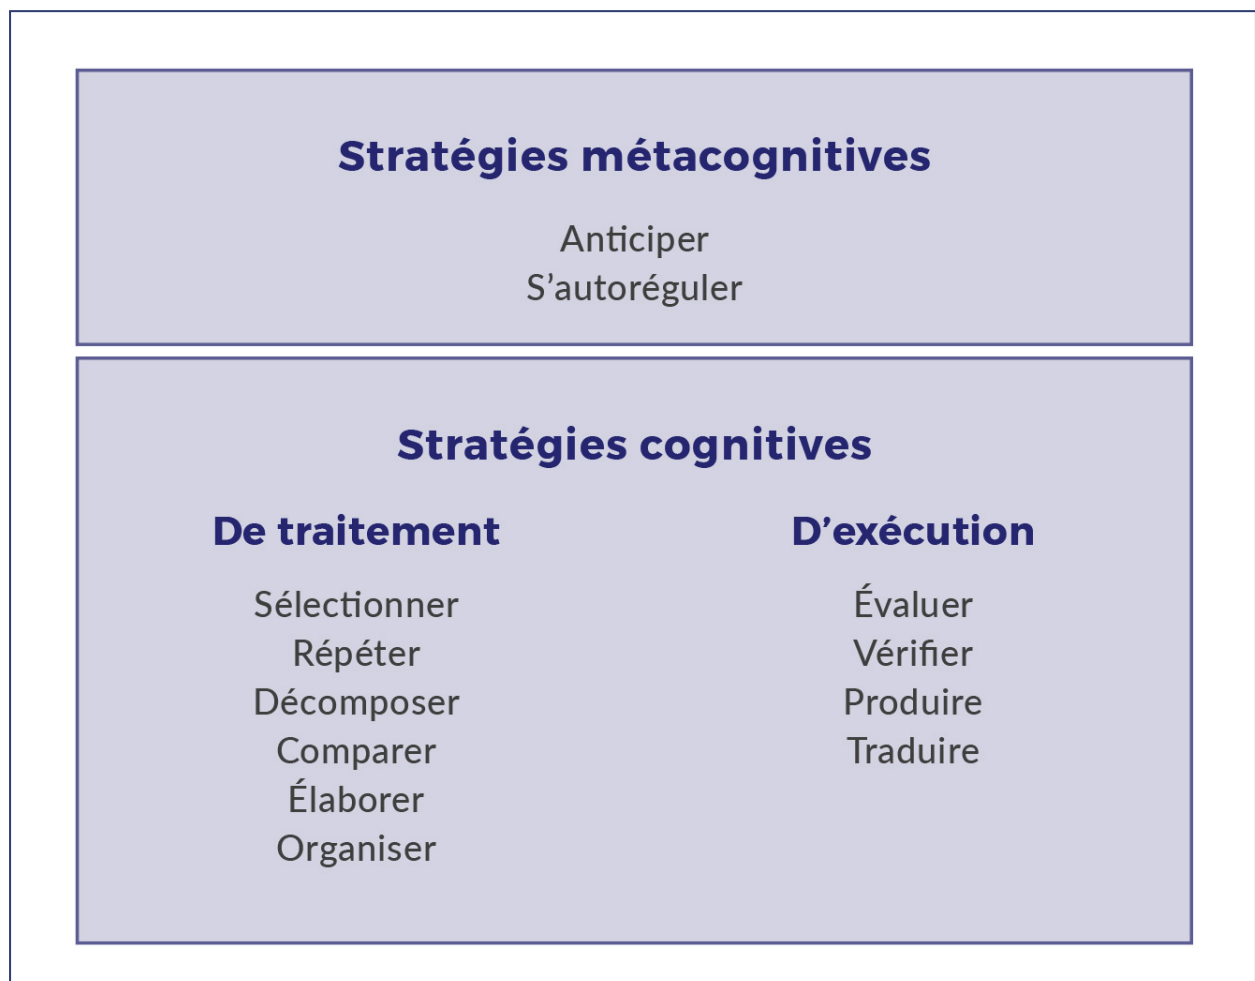 Stratégies métacognitives
Anticiper
S’autoréguler
Stratégies cognitives
De traitement
Sélectionner
Répéter
Décomposer
Comparer
Élaborer
Organiser
D’exécution
Évaluer
Vérifier
Produire
Traduire